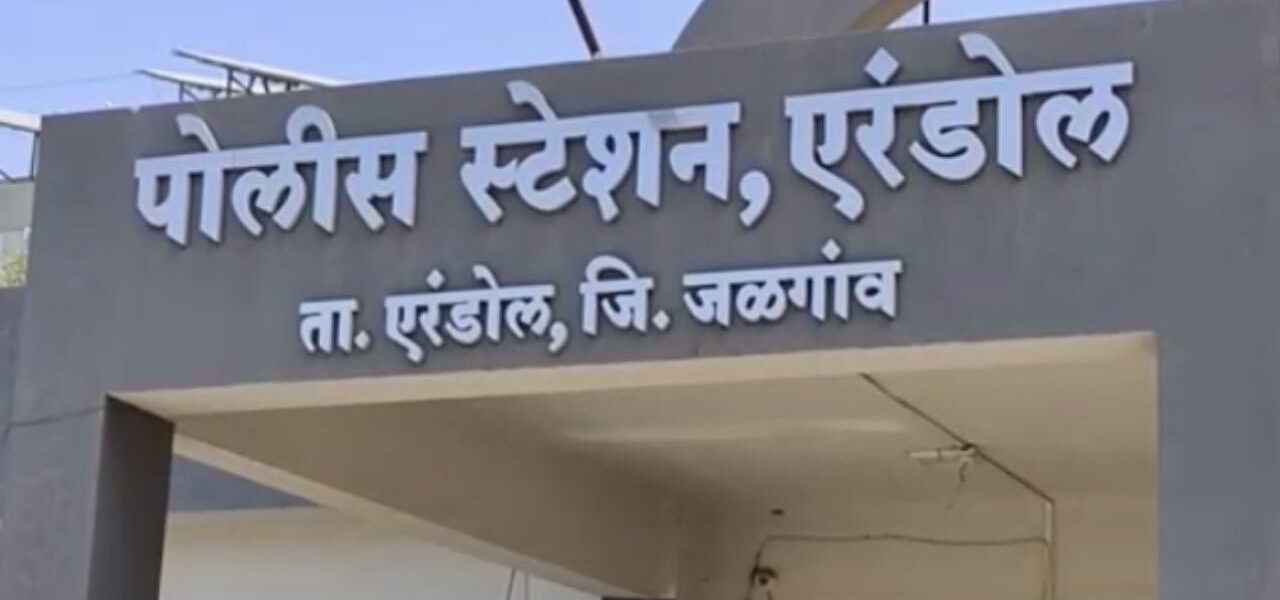 पोलीस स्टेशन, एरंडोल
ता. एरंडोल, जि. जळगांव